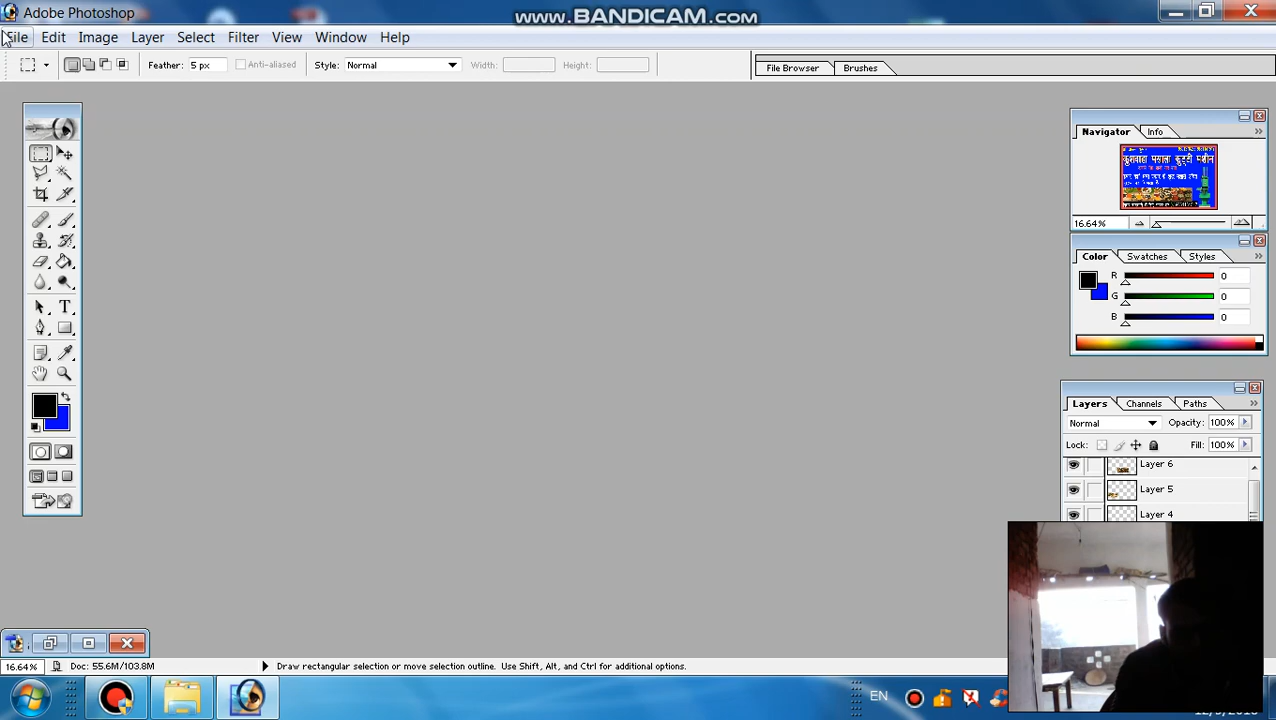 Adobe Photoshop
www.BANDICAM.com
File Edit Image Layer Select Filter View Window Help
Feather: 5 px Anti-aliased Style: Normal Width: Height:
File Browser Brushes
Navigator Info
कुशवाहा मसाला कुट्टी मशीन
16.64%
Color Swatches Styles
R 0
G 0
B 0
Layers Channels Paths
Normal Opacity: 100%
Lock: Fill: 100%
Layer 6
Layer 5
Layer 4
16.64% Doc: 55.6M/103.8M Draw rectangular selection or move selection outline. Use Shift, Alt, and Ctrl for additional options.
EN